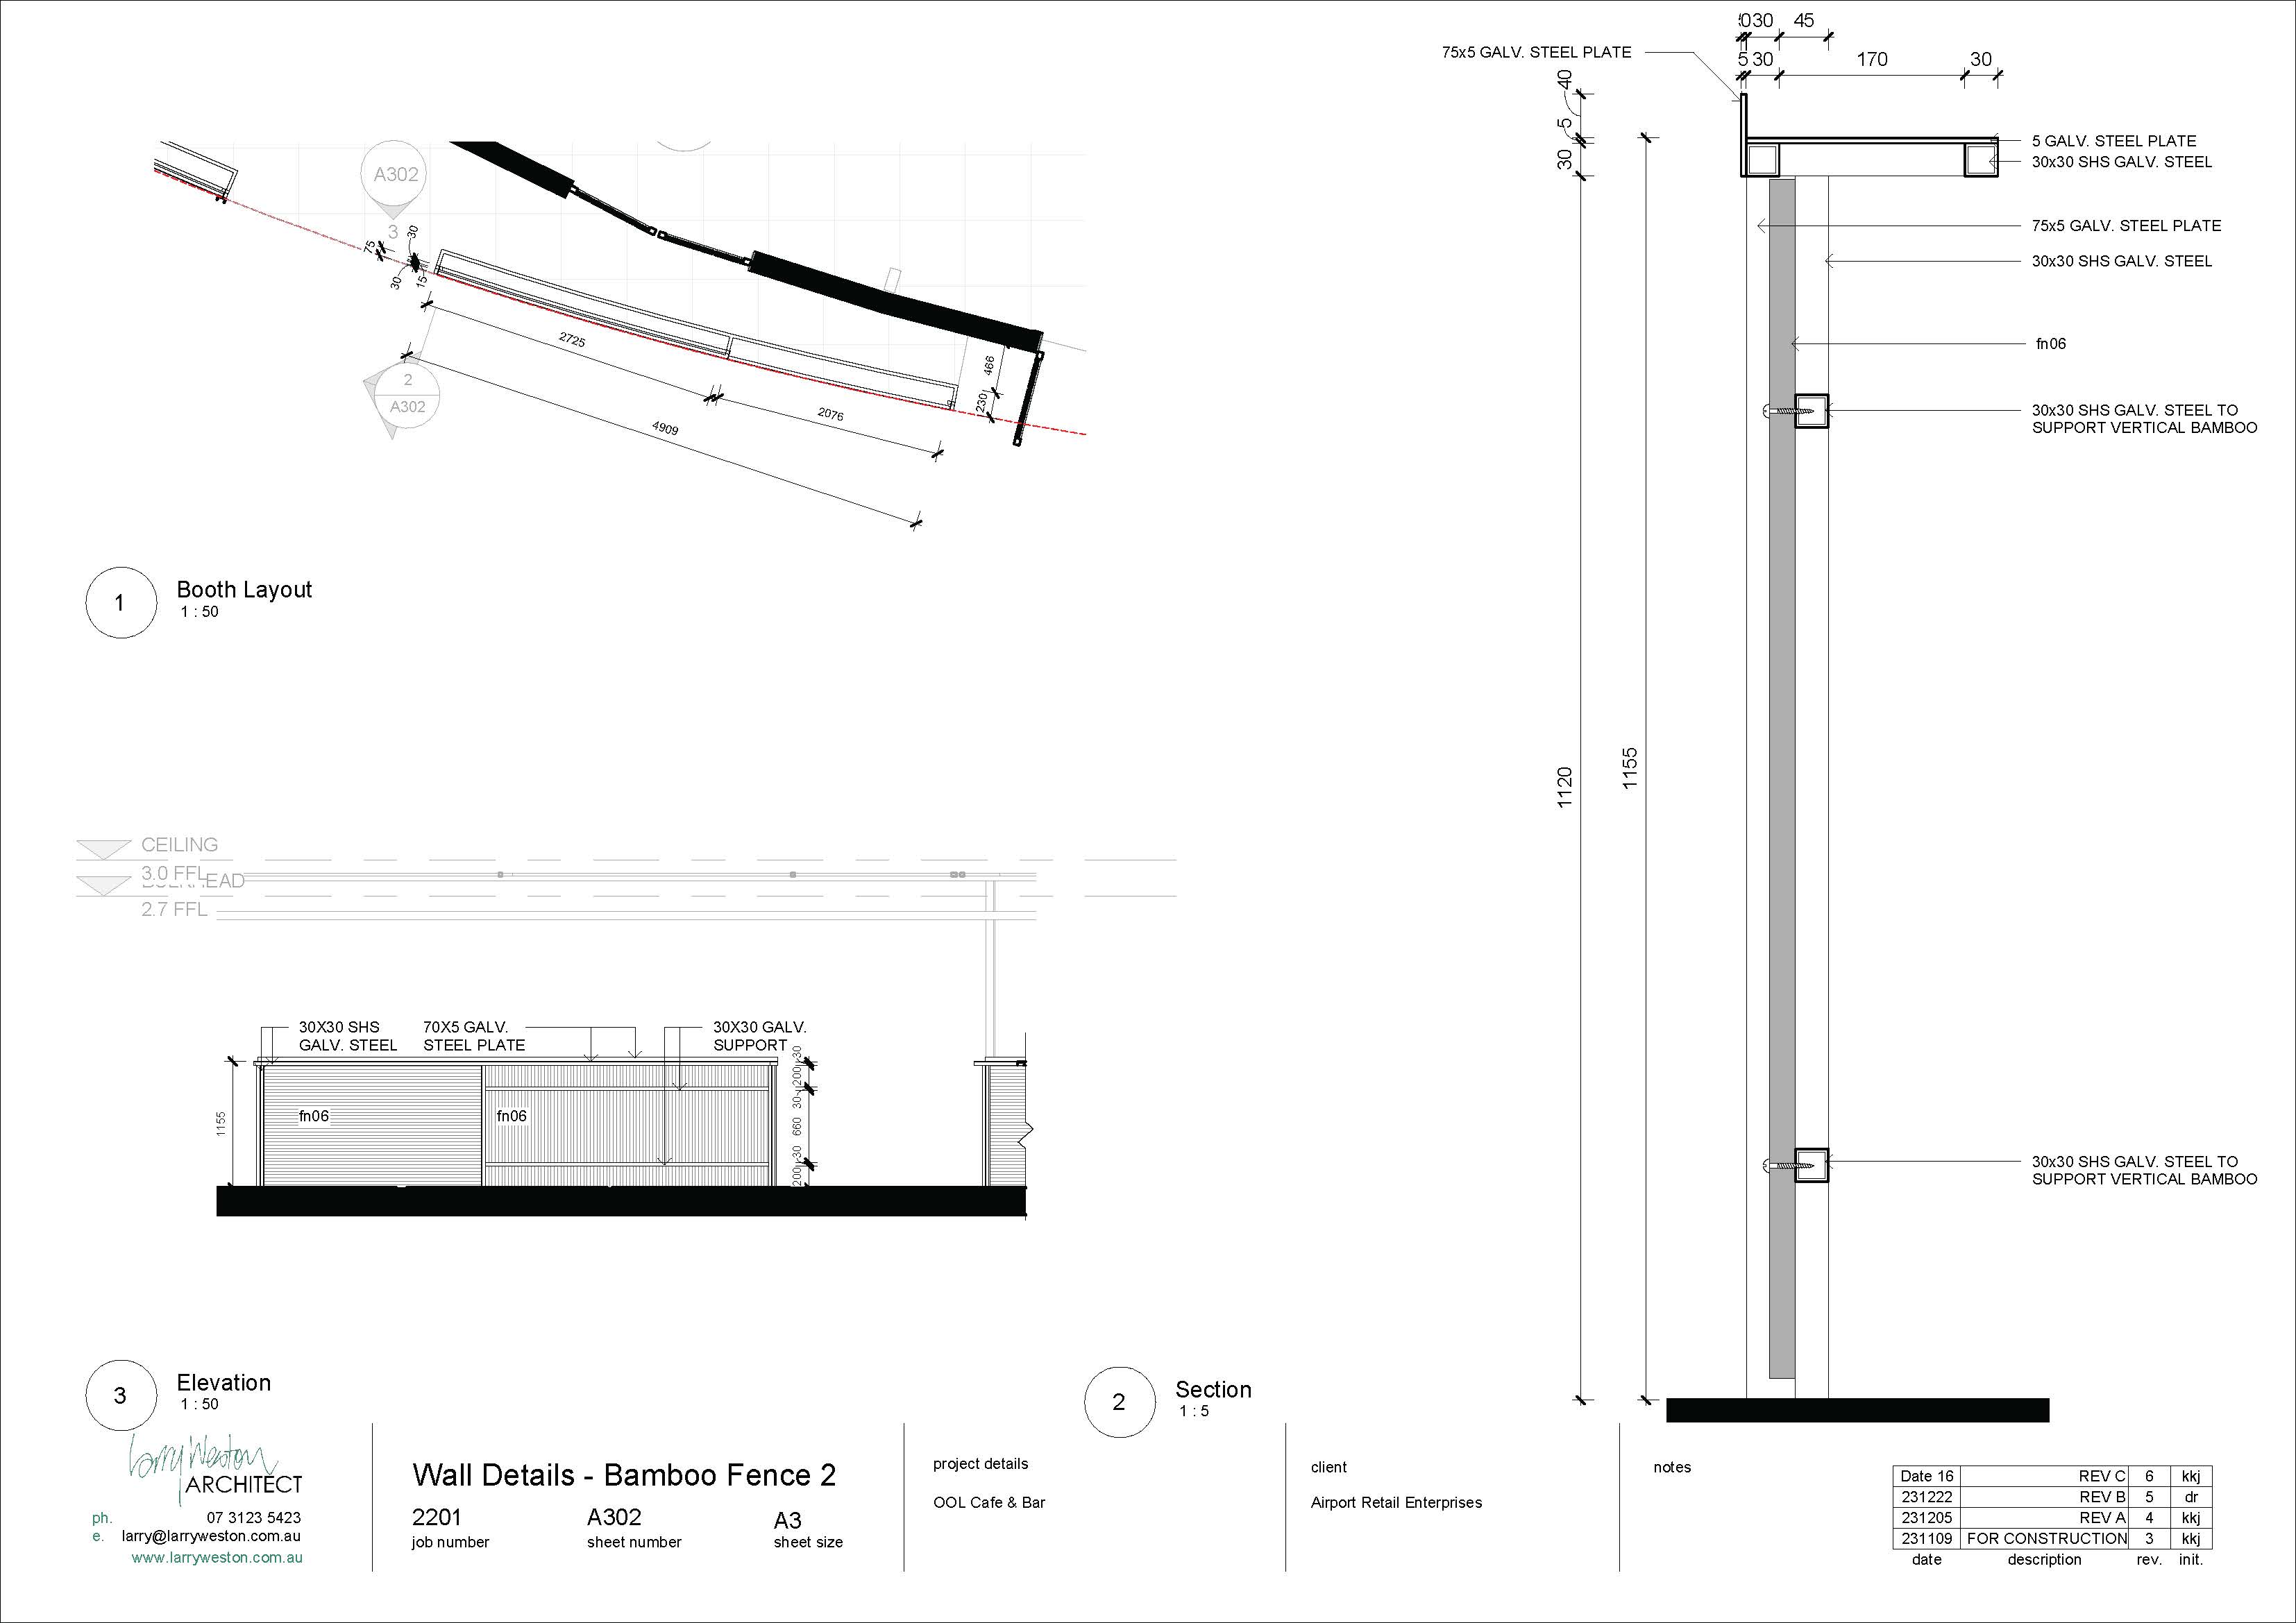 75x5 GALV. STEEL PLATE
30 45
5 30 170 30
40
5
30
5 GALV. STEEL PLATE
30x30 SHS GALV. STEEL
75x5 GALV. STEEL PLATE
30x30 SHS GALV. STEEL
fn06
30x30 SHS GALV. STEEL TO
SUPPORT VERTICAL BAMBOO
1120
1155
30x30 SHS GALV. STEEL TO
SUPPORT VERTICAL BAMBOO
A302
3
75
30
30
15
2725
2076
4909
466
230
2
A302
1
Booth Layout
1 : 50
CEILING
3.0 FFL
2.7 FFL
30X30 SHS
GALV. STEEL
70X5 GALV.
STEEL PLATE
30X30 GALV.
SUPPORT
1155
fn06
fn06
30
200
30
660
30
200
3
Elevation
1 : 50
2
Section
1 : 5
Larry Weston
ARCHITECT
ph. 07 3123 5423
e. larry@larryweston.com.au
www.larryweston.com.au
Wall Details - Bamboo Fence 2
2201 A302 A3
job number sheet number sheet size
project details
OOL Cafe & Bar
client
Airport Retail Enterprises
notes
Date 16 REV C 6 kkj
231222 REV B 5 dr
231205 REV A 4 kkj
231109 FOR CONSTRUCTION 3 kkj
date description rev. init.